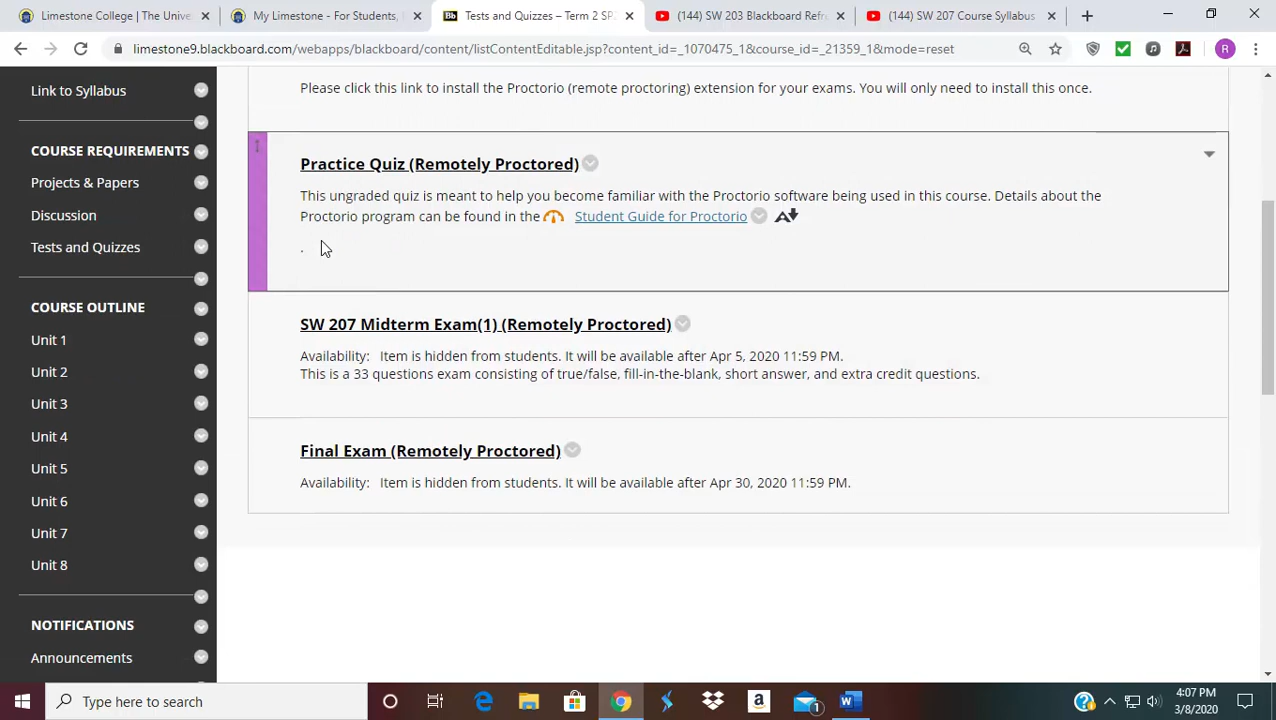 Limestone College | The Unive
My Limestone - For Students,
Bb
Tests and Quizzes – Term 2 SP
(144) SW 203 Blackboard Refr
(144) SW 207 Course Syllabus
limestone9.blackboard.com/webapps/blackboard/content/listContentEditable.jsp?content_id=_1070475_1&course_id=_21359_1&mode=reset
R
Link to Syllabus
COURSE REQUIREMENTS
Projects & Papers
Discussion
Tests and Quizzes
COURSE OUTLINE
Unit 1
Unit 2
Unit 3
Unit 4
Unit 5
Unit 6
Unit 7
Unit 8
NOTIFICATIONS
Announcements
Please click this link to install the Proctorio (remote proctoring) extension for your exams. You will only need to install this once.
Practice Quiz (Remotely Proctored)
This ungraded quiz is meant to help you become familiar with the Proctorio software being used in this course. Details about the
Proctorio program can be found in the Student Guide for Proctorio
.
SW 207 Midterm Exam(1) (Remotely Proctored)
Availability: Item is hidden from students. It will be available after Apr 5, 2020 11:59 PM.
This is a 33 questions exam consisting of true/false, fill-in-the-blank, short answer, and extra credit questions.
Final Exam (Remotely Proctored)
Availability: Item is hidden from students. It will be available after Apr 30, 2020 11:59 PM.
Type here to search
1
4:07 PM
3/8/2020